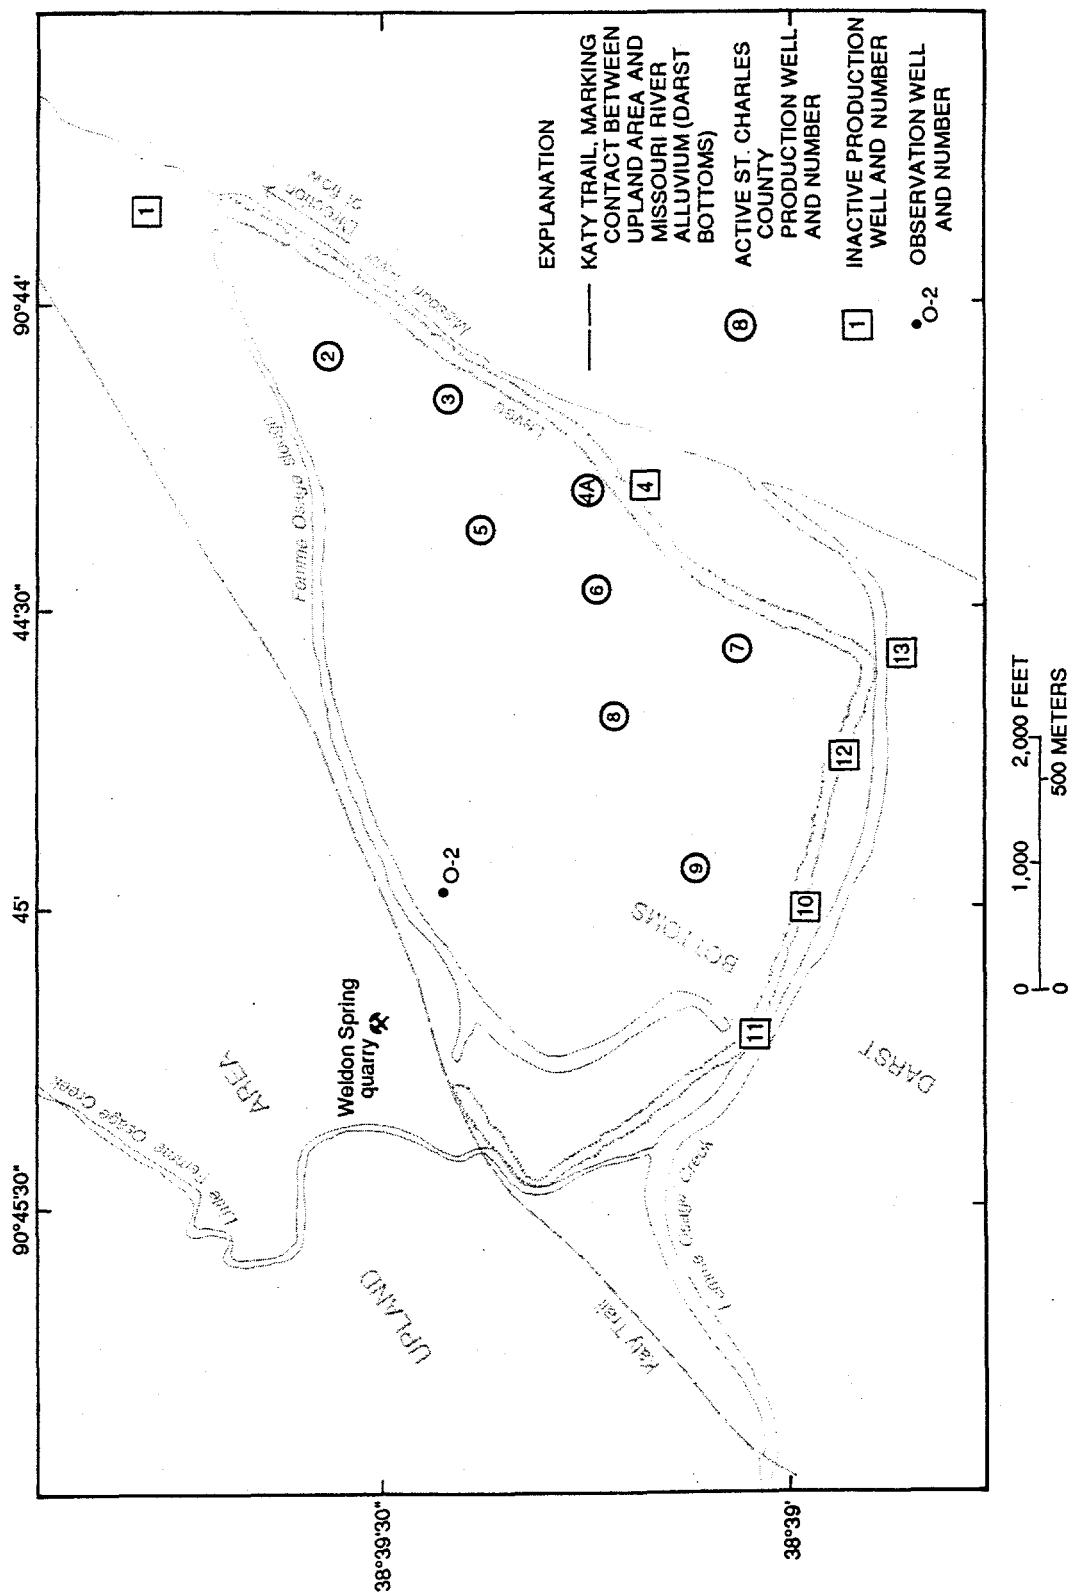 90°45'30"
45'
44'30"
90°44'
38°39'30"
38°39'
Little Femme Osage Creek
UPLAND
AREA
Weldon Spring
quarry
Femme Osage slough
Direction
of flow
Missouri River
Levee
Katy Trail
Femme Osage Creek
DARST
BOTTOMS
O-2
1
2
3
4A
4
5
6
7
8
9
10
11
12
13
EXPLANATION
KATY TRAIL, MARKING
CONTACT BETWEEN
UPLAND AREA AND
MISSOURI RIVER
ALLUVIUM (DARST
BOTTOMS)
8
ACTIVE ST. CHARLES
COUNTY
PRODUCTION WELL-
AND NUMBER
1
INACTIVE PRODUCTION
WELL AND NUMBER
O-2
OBSERVATION WELL
AND NUMBER
0 1,000 2,000 FEET
0 500 METERS